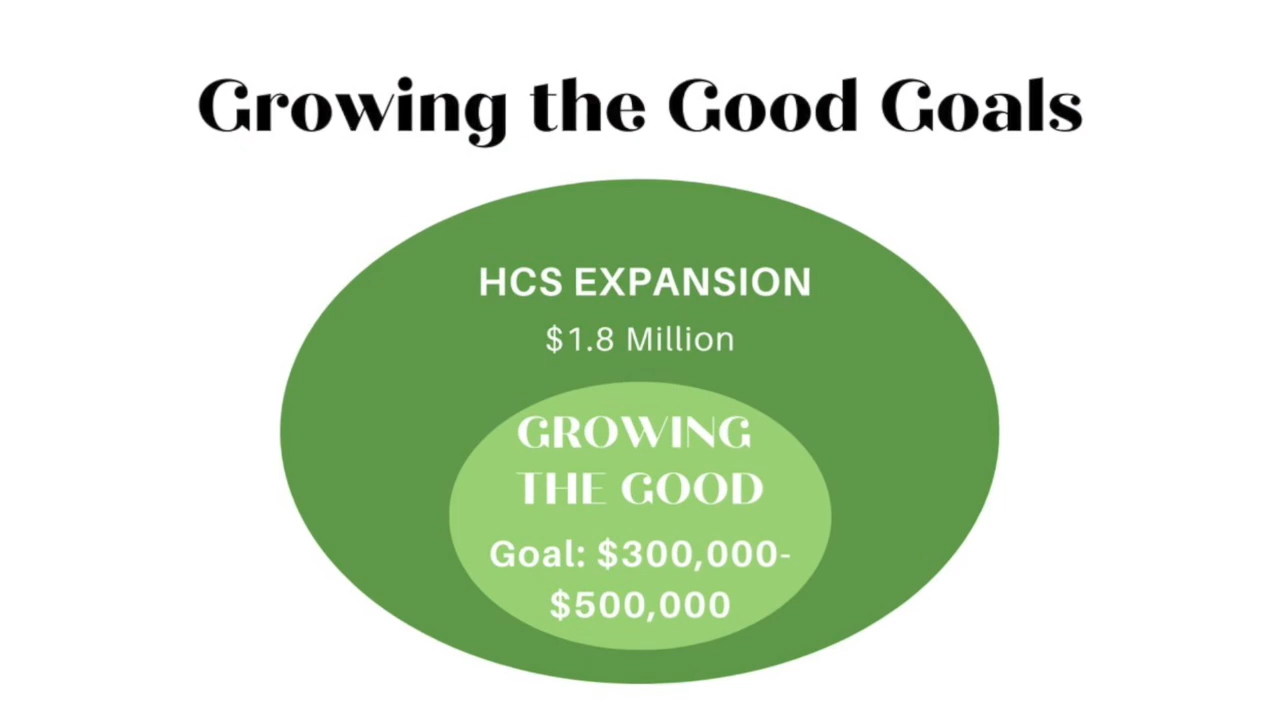 Growing the Good Goals
HCS EXPANSION
$1.8 Million
GROWING
THE GOOD
Goal: $300,000-
$500,000